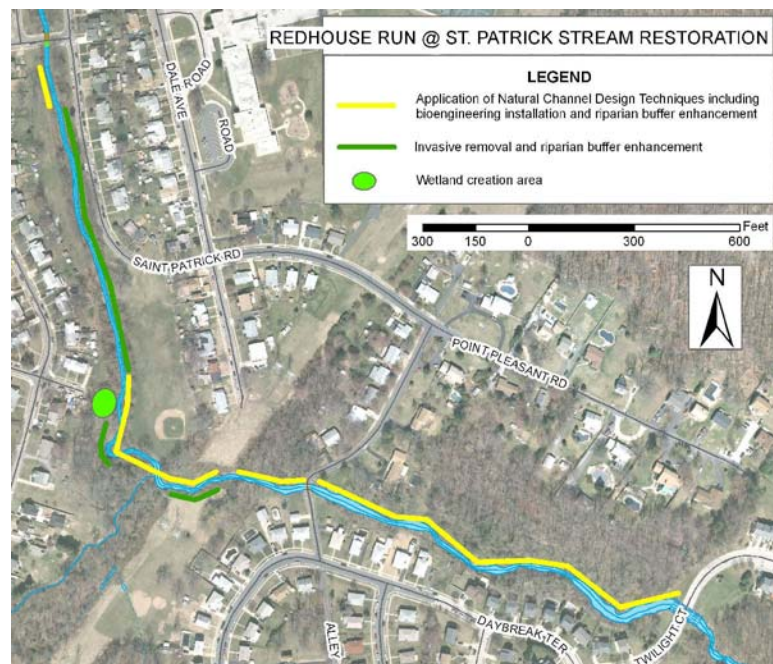 REDHOUSE RUN @ ST. PATRICK STREAM RESTORATION
LEGEND
Application of Natural Channel Design Techniques including
bioengineering installation and riparian buffer enhancement
Invasive removal and riparian buffer enhancement
Wetland creation area
Feet
300 150 0 300 600
N
DALE AVE
ROAD
ROAD
SAINT PATRICK RD
POINT PLEASANT RD
DAYBREAK TER
TWILIGHT CT
ALLEY